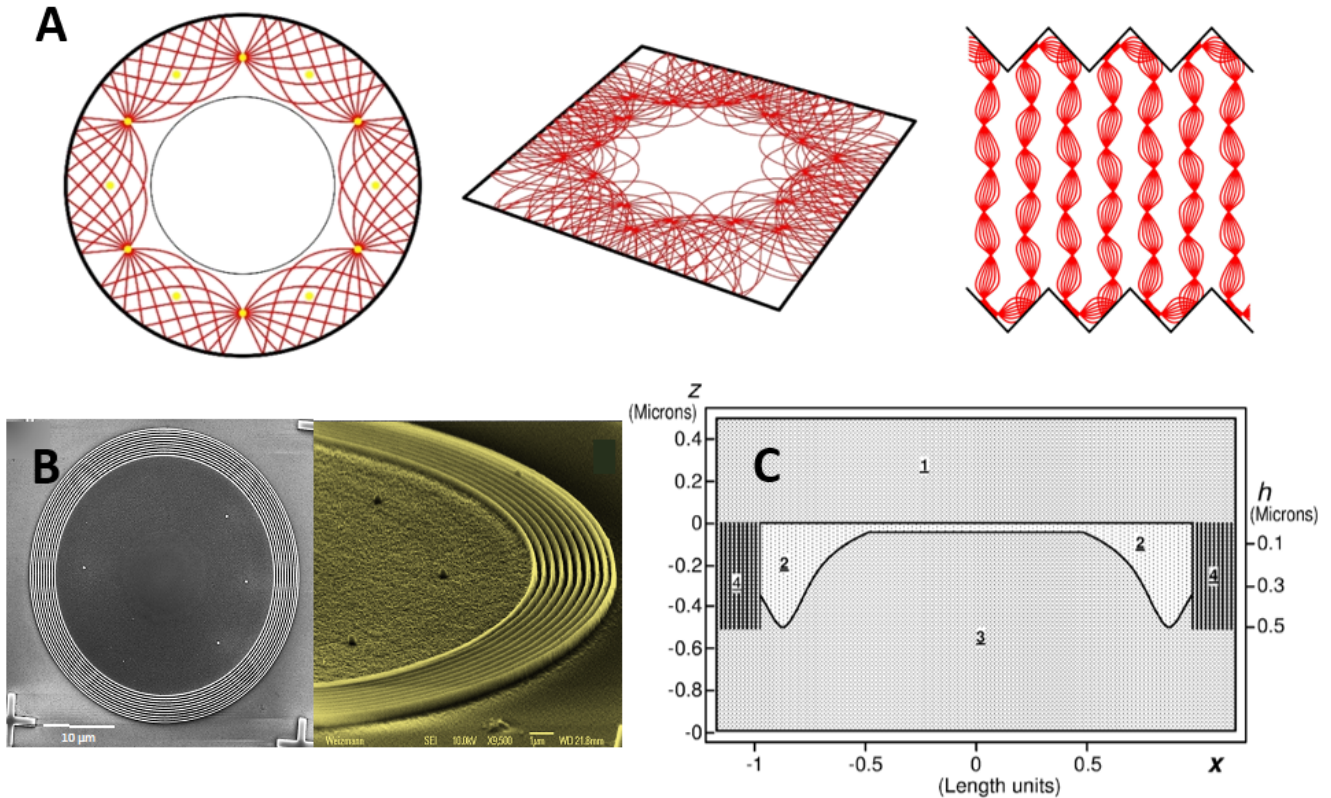 A
B
10 μm
Weizmann SEI 10.0kV X9,500 1μm WD 21.8mm
C
z
(Microns)
0.4
0.2
0
-0.2
-0.4
-0.6
-0.8
-0
1
2
2
3
4
4
h
(Microns)
0.1
0.3
0.5
-1 -0.5 0 0.5 x
(Length units)